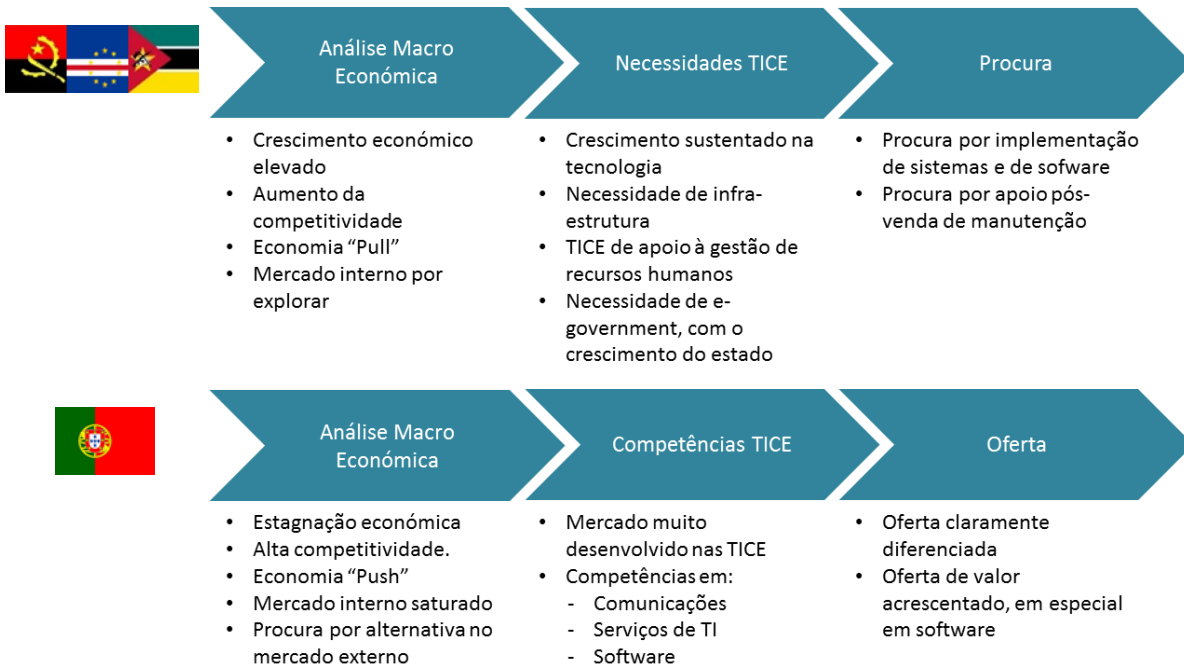 Análise Macro
Económica
Necessidades TICE
Procura
• Crescimento económico
elevado
• Aumento da
competitividade
• Economia “Pull”
• Mercado interno por
explorar
• Crescimento sustentado na
tecnologia
• Necessidade de infra-
estrutura
• TICE de apoio à gestão de
recursos humanos
• Necessidade de e-
government, com o
crescimento do estado
• Procura por implementação
de sistemas e de sofware
• Procura por apoio pós-
venda de manutenção
Análise Macro
Económica
Competências TICE
Oferta
• Estagnação económica
• Alta competitividade.
• Economia “Push”
• Mercado interno saturado
• Procura por alternativa no
mercado externo
• Mercado muito
desenvolvido nas TICE
• Competências em:
- Comunicações
- Serviços de TI
- Software
• Oferta claramente
diferenciada
• Oferta de valor
acrescentado, em especial
em software